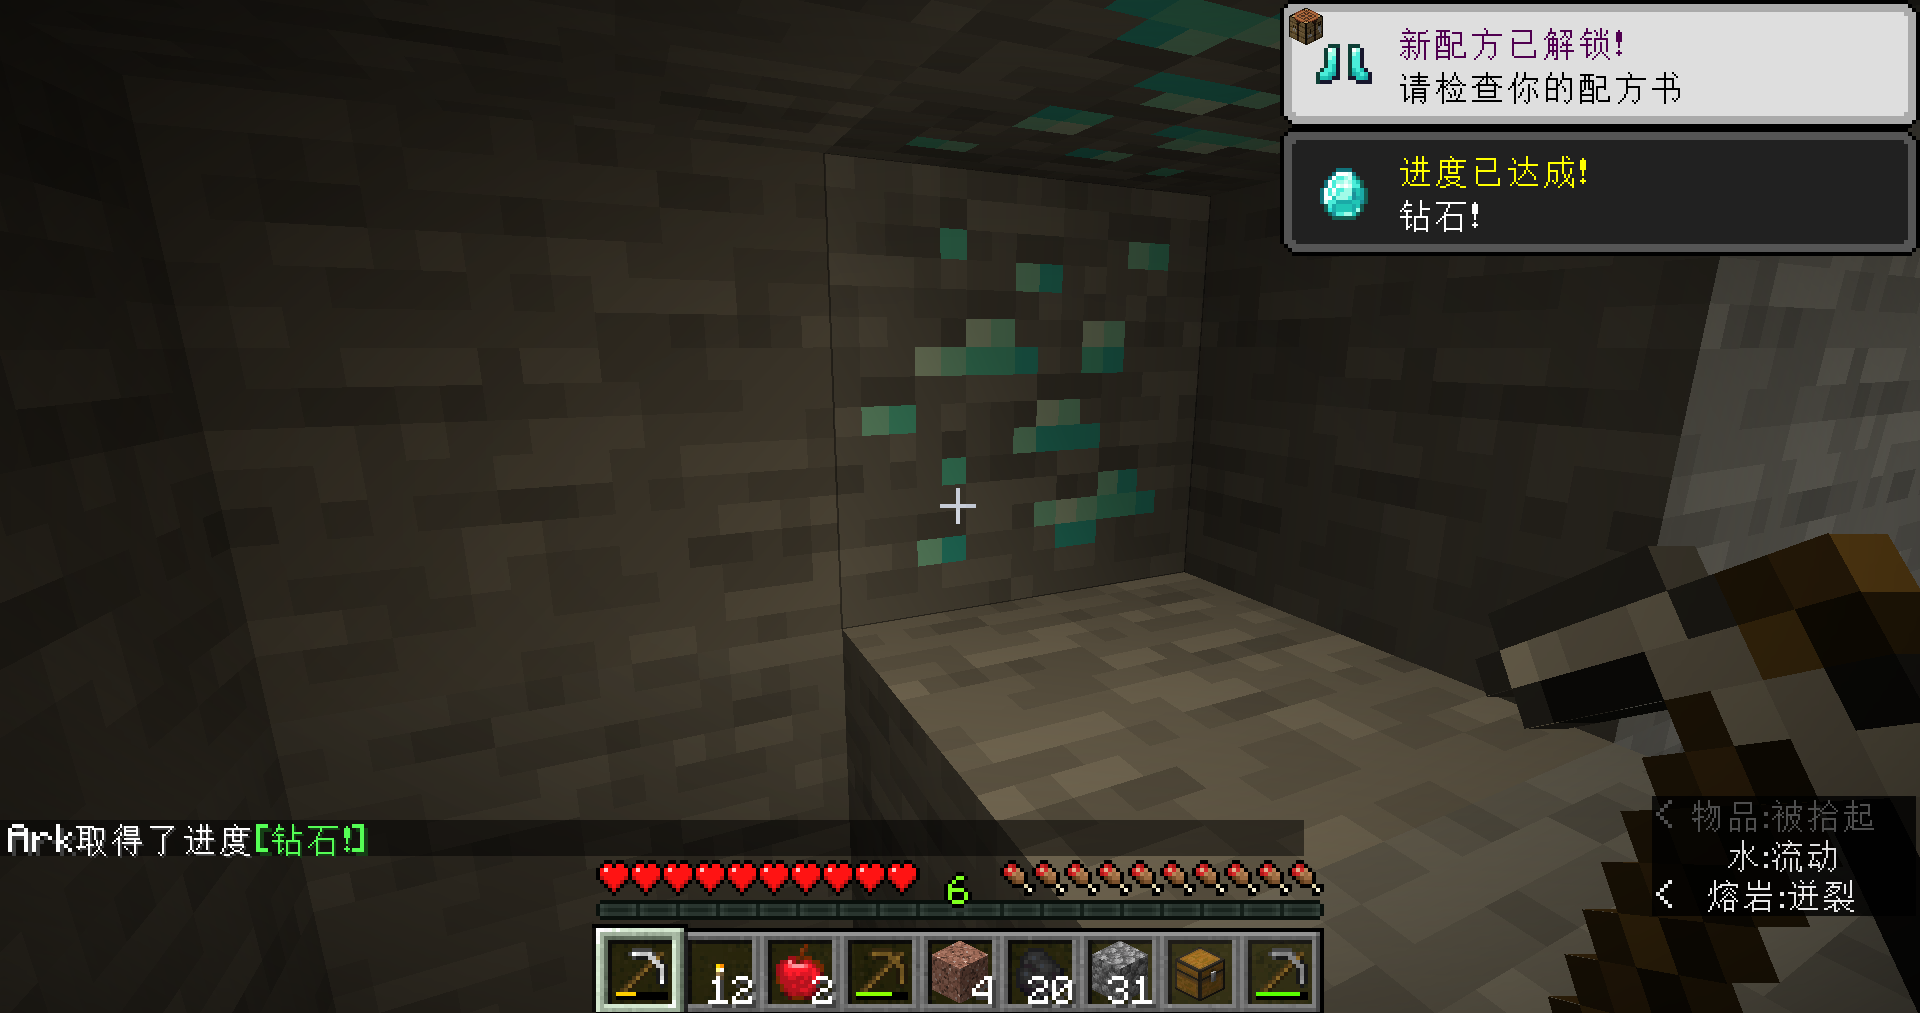 新配方已解锁!
请检查你的配方书
进度已达成!
钻石!
Ark取得了进度[钻石!]
< 物品:被拾起
水:流动
< 熔岩:迸裂
6
12
2
4
20
31